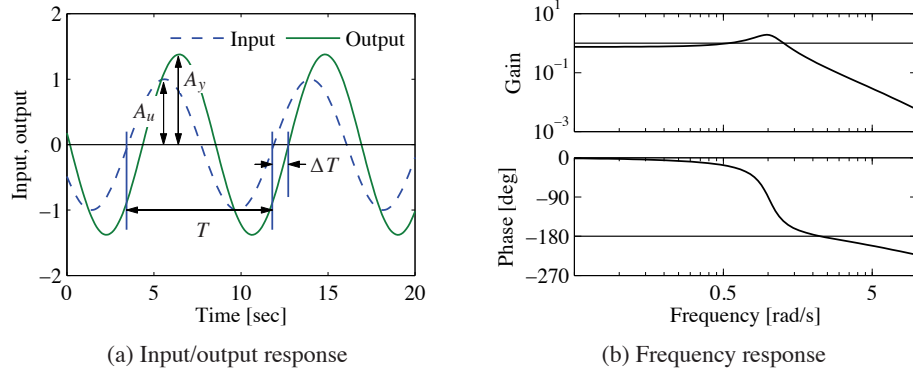 Input
Output
A_y
A_u
ΔT
T
Input, output
2
1
0
−1
−2
0
5
10
15
20
Time [sec]
(a) Input/output response
Gain
10^1
10^−1
10^−3
Phase [deg]
0
−90
−180
−270
0.5
5
Frequency [rad/s]
(b) Frequency response